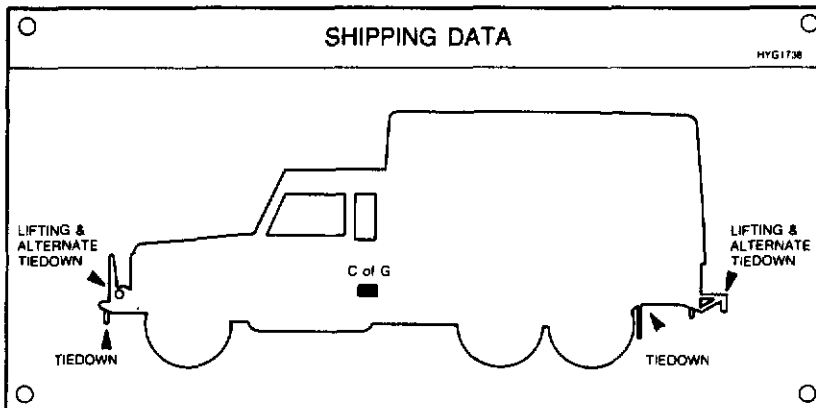 SHIPPING DATA
HYG1738
LIFTING &
ALTERNATE
TIEDOWN
C of G
LIFTING &
ALTERNATE
TIEDOWN
TIEDOWN
TIEDOWN